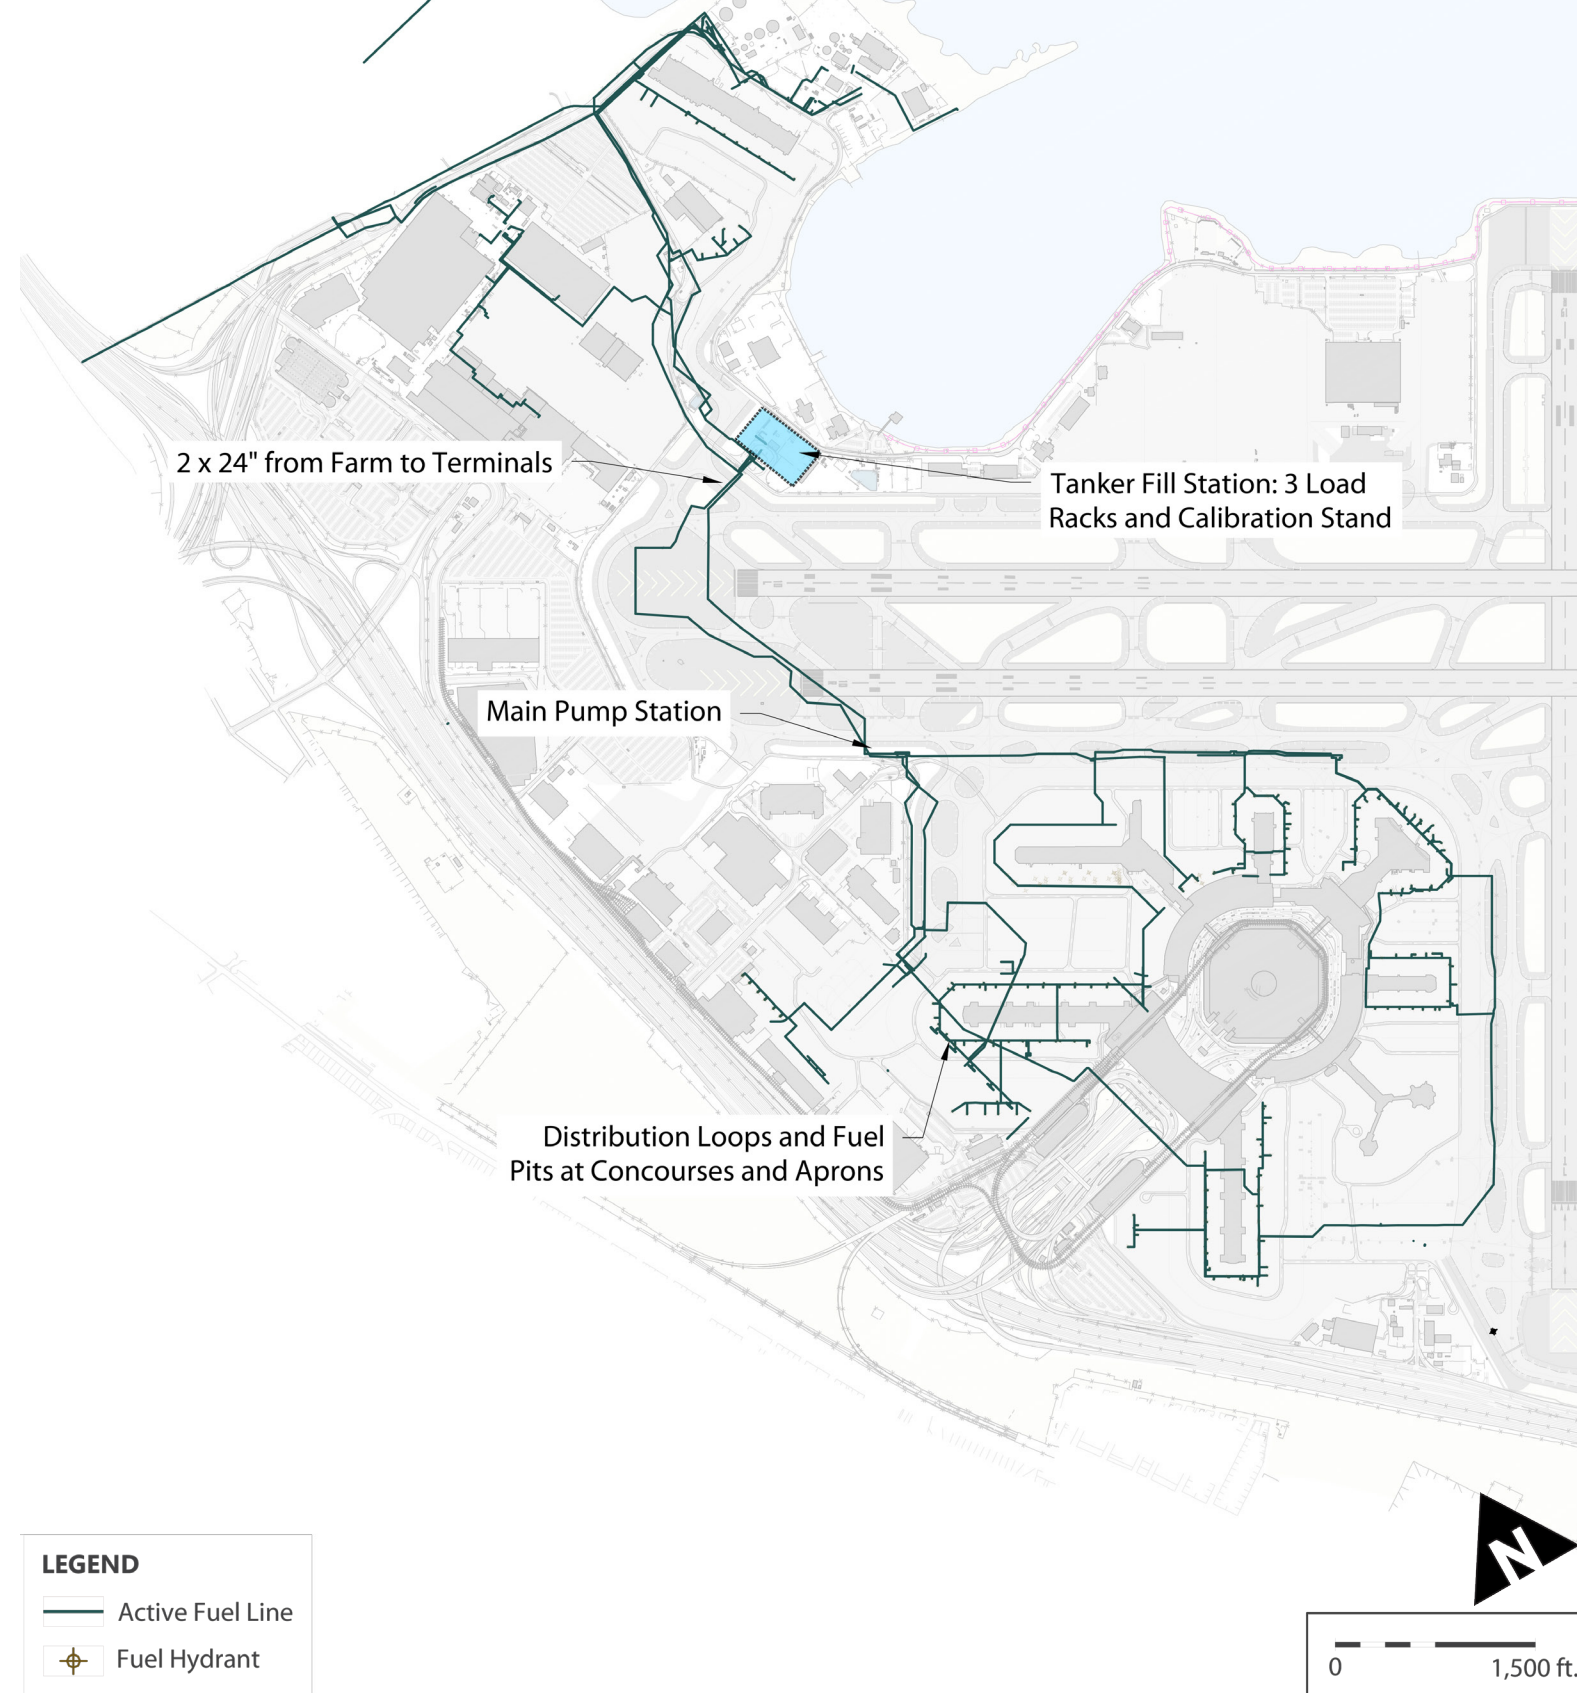 2 x 24" from Farm to Terminals
Tanker Fill Station: 3 Load
Racks and Calibration Stand
Main Pump Station
Distribution Loops and Fuel
Pits at Concourses and Aprons
LEGEND
Active Fuel Line
Fuel Hydrant
N
0 1,500 ft.